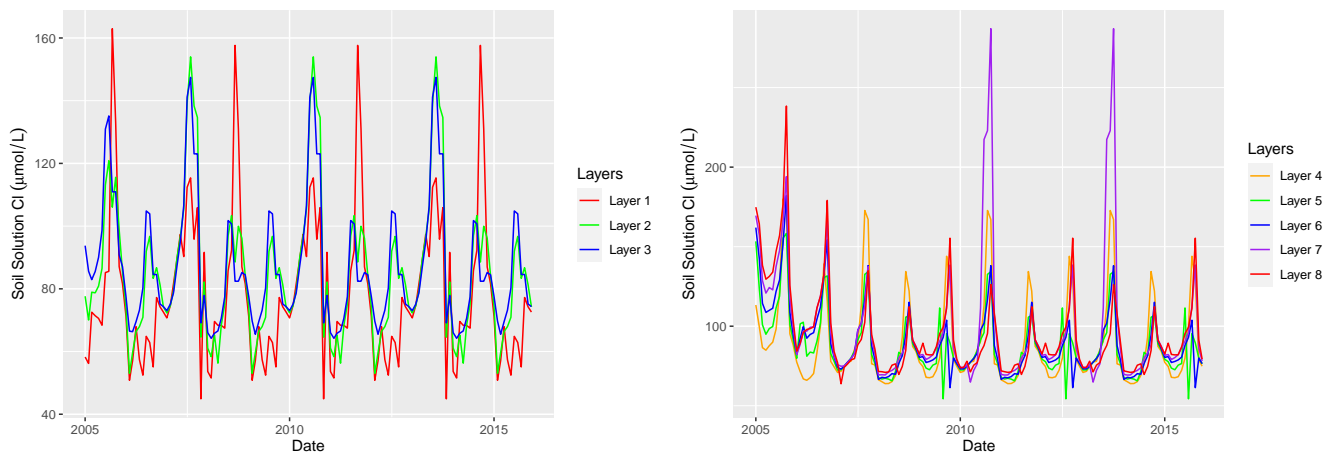 Soil Solution Cl (μmol/L)
160
120
80
40
2005
2010
2015
Date
Layers
Layer 1
Layer 2
Layer 3
Soil Solution Cl (μmol/L)
200
100
2005
2010
2015
Date
Layers
Layer 4
Layer 5
Layer 6
Layer 7
Layer 8